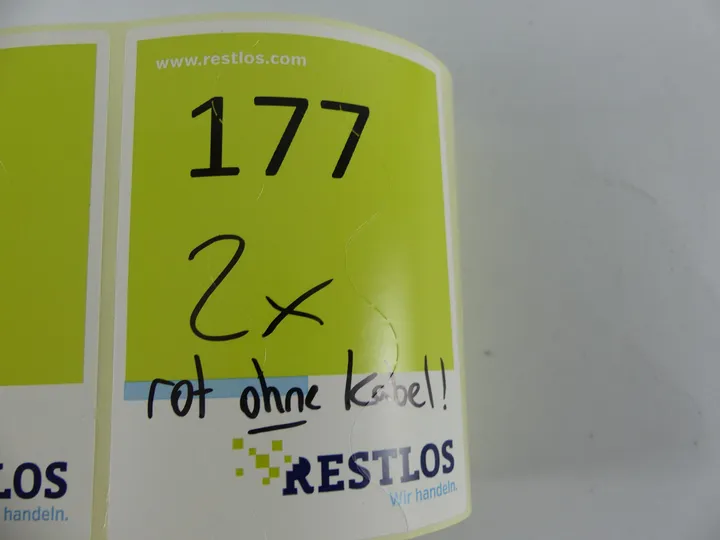 www.restlos.com
177
2x
rot ohne Kabel!
RESTLOS
Wir handeln.
LOS
handeln.